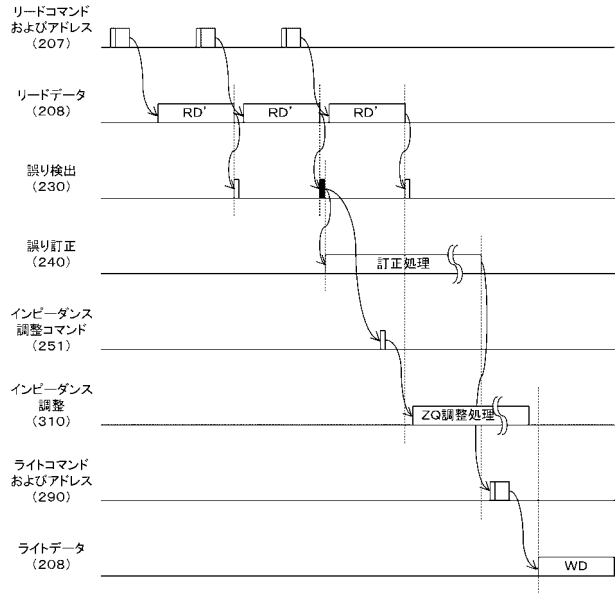 リードコマンド
およびアドレス
(207)
リードデータ
(208)
RD'
RD'
RD'
誤り検出
(230)
誤り訂正
(240)
訂正処理
インピーダンス
調整コマンド
(251)
インピーダンス
調整
(310)
ZQ調整処理
ライトコマンド
およびアドレス
(290)
ライトデータ
(208)
WD